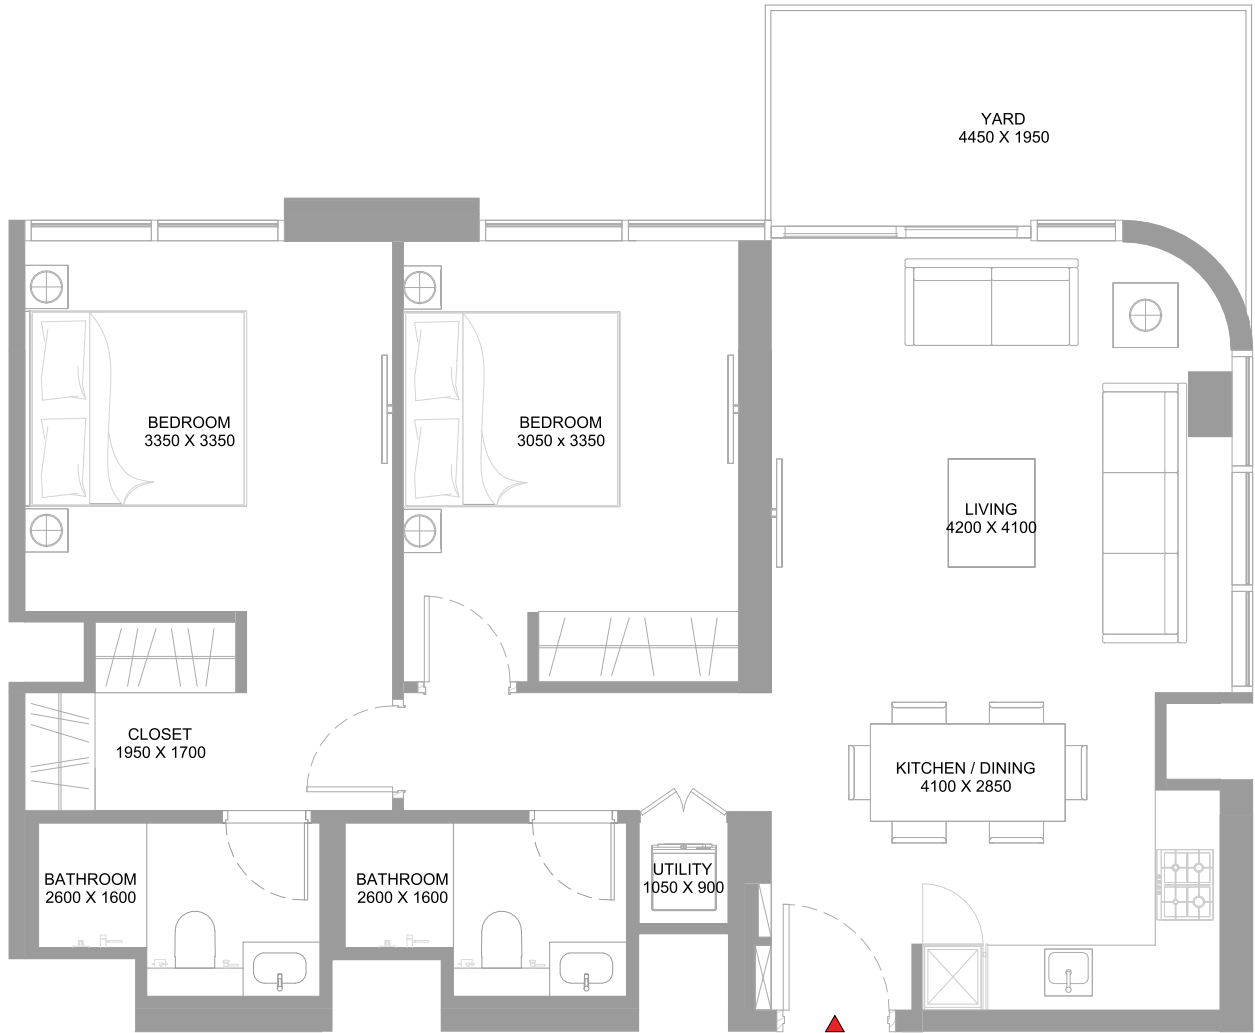 YARD
4450 X 1950
BEDROOM
3350 X 3350
BEDROOM
3050 x 3350
LIVING
4200 X 4100
CLOSET
1950 X 1700
KITCHEN / DINING
4100 X 2850
BATHROOM
2600 X 1600
BATHROOM
2600 X 1600
UTILITY
1050 X 900